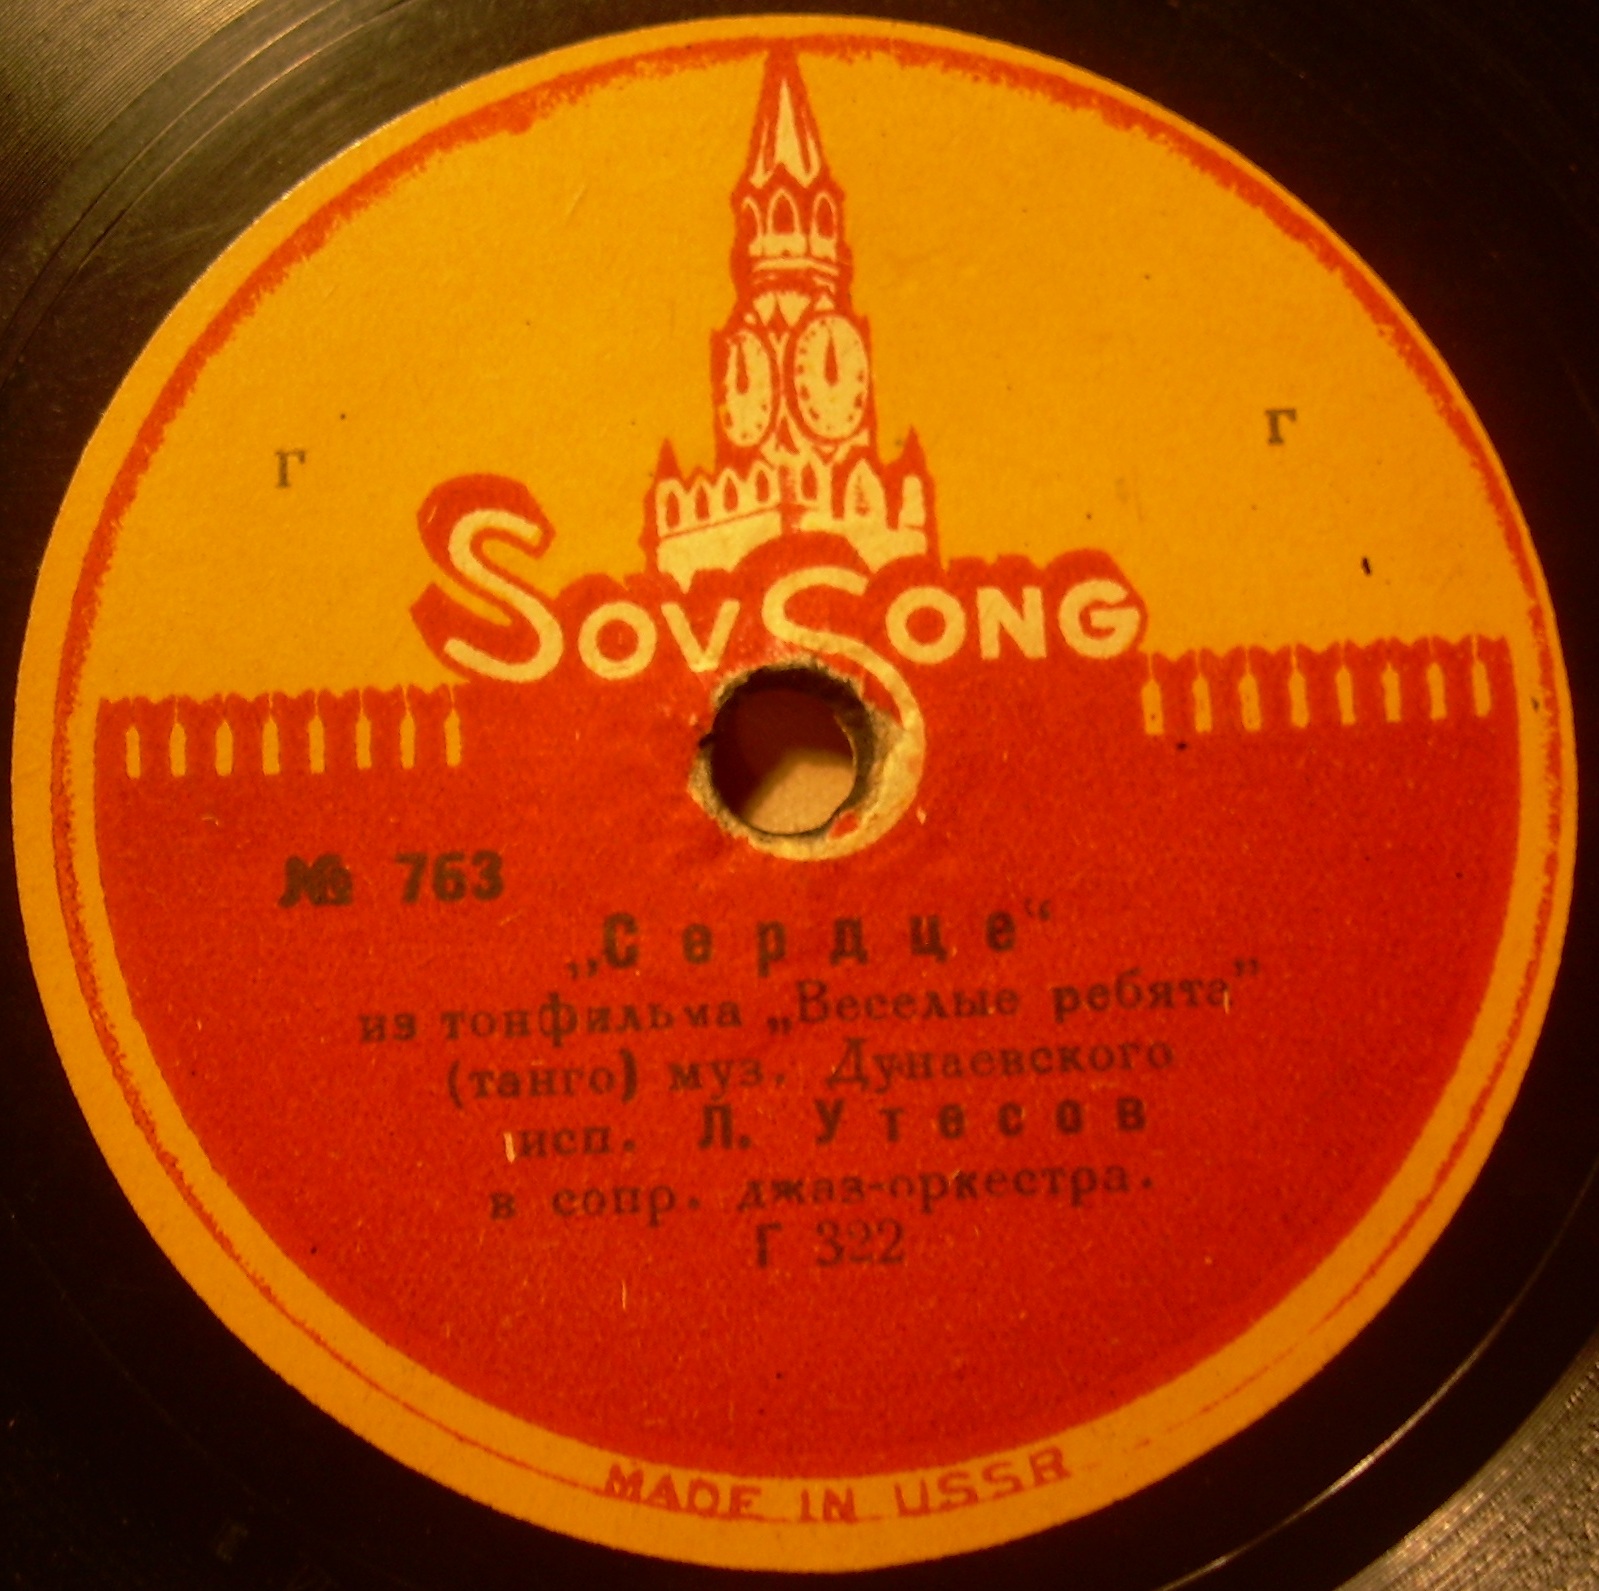 Г Г
SovSong
№ 763
„Сердце“
из тонфильма „Веселые ребята”
(танго) муз. Дунаевского
исп. Л. Утесов
в сопр. джаз-оркестра.
Г 322
MADE IN USSR